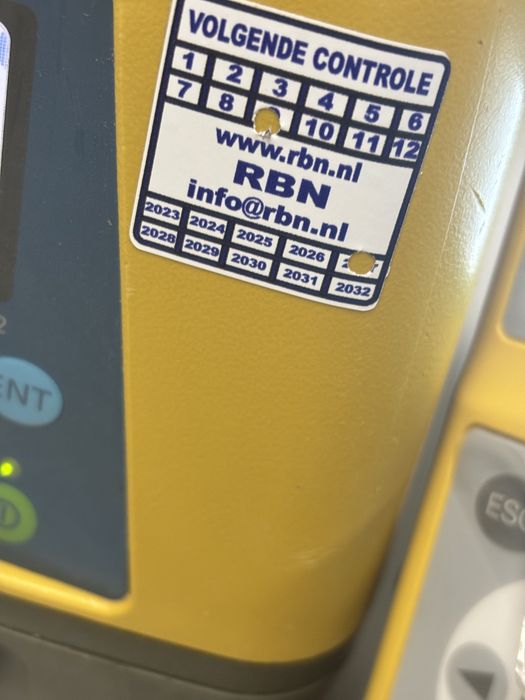 VOLGENDE CONTROLE
1 2 3 4 5 6
7 8 10 11 12
www.rbn.nl
RBN
info@rbn.nl
2023 2024 2025 2026
2028 2029 2030 2031 2032
2
ENT
ESC